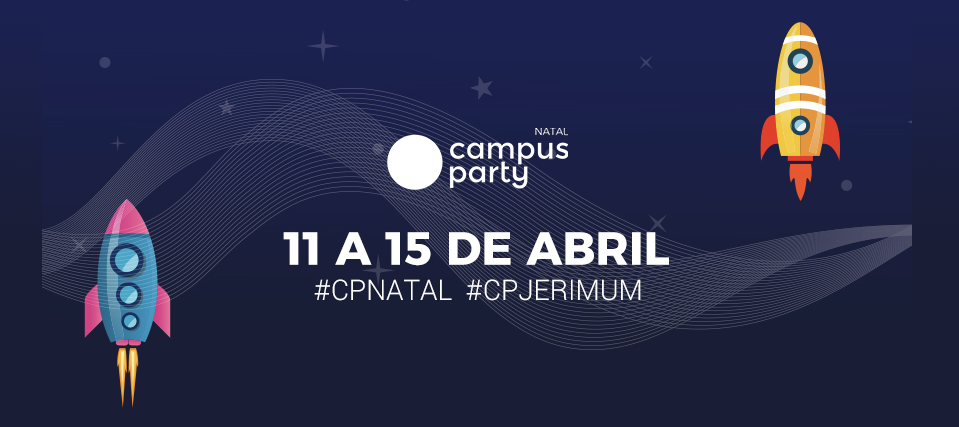 NATAL
campus
party
11 A 15 DE ABRIL
#CPNATAL #CPJERIMUM